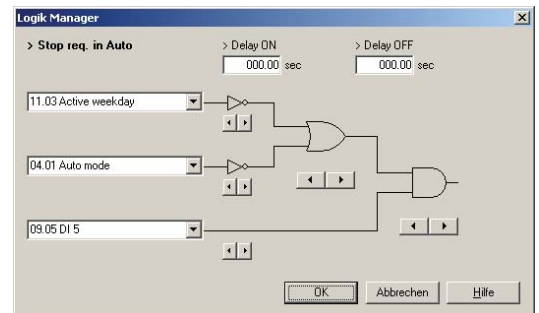 Logik Manager
> Stop req. in Auto
> Delay ON
> Delay OFF
000.00 sec
000.00 sec
11.03 Active weekday
04.01 Auto mode
09.05 DI 5
OK
Abbrechen
Hilfe